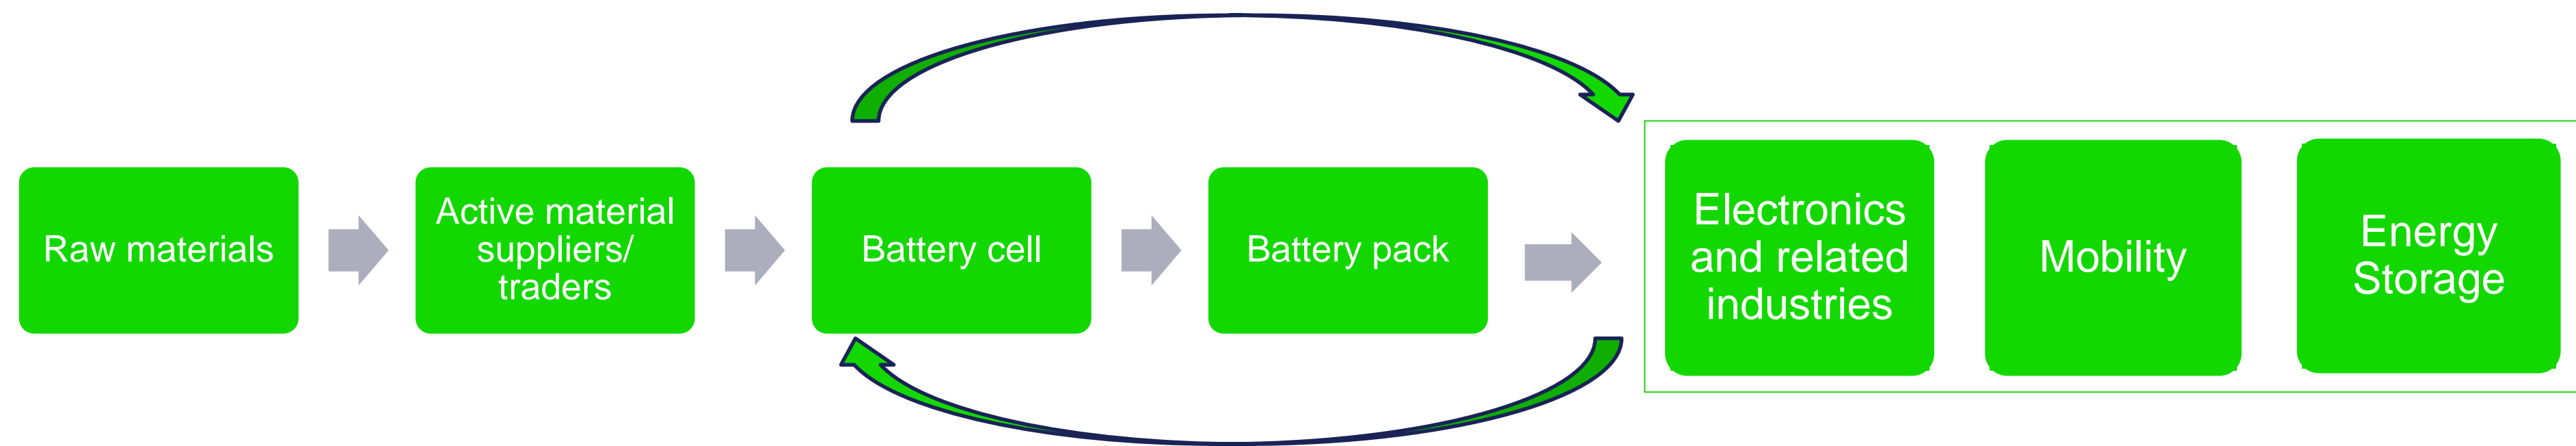 Raw materials
Active material
suppliers/
traders
Battery cell
Battery pack
Electronics
and related
industries
Mobility
Energy
Storage